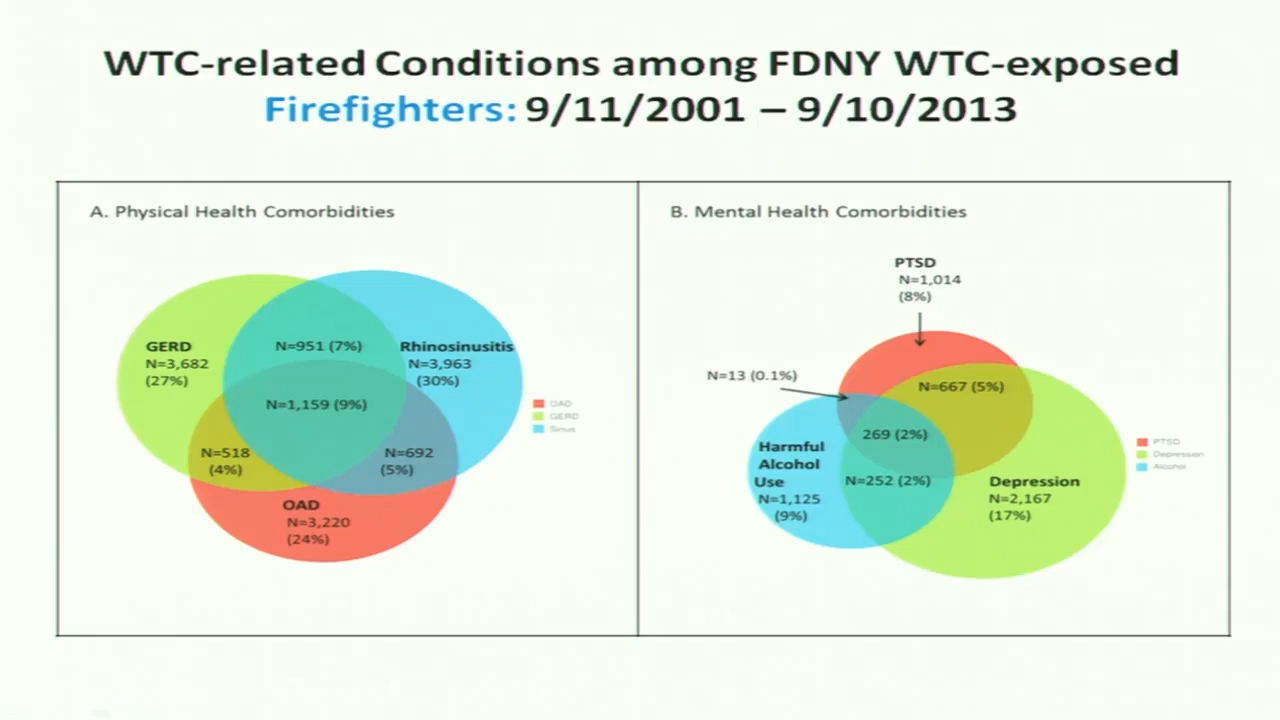 WTC-related Conditions among FDNY WTC-exposed
Firefighters: 9/11/2001 – 9/10/2013
A. Physical Health Comorbidities
GERD
N=3,682
(27%)
N=951 (7%)
Rhinosinusitis
N=3,963
(30%)
N=1,159 (9%)
N=518
(4%)
N=692
(5%)
OAD
N=3,220
(24%)
OAD
GERD
Sinus
B. Mental Health Comorbidities
PTSD
N=1,014
(8%)
N=13 (0.1%)
N=667 (5%)
269 (2%)
Harmful
Alcohol
Use
N=1,125
(9%)
N=252 (2%)
Depression
N=2,167
(17%)
PTSD
Depression
Alcohol